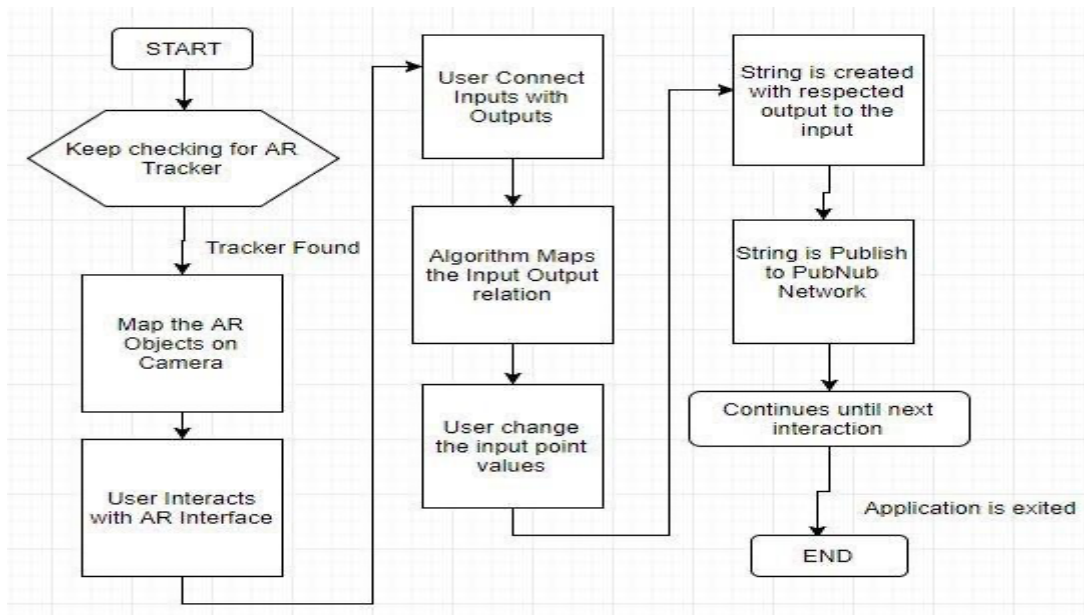 START
Keep checking for AR
Tracker
Tracker Found
Map the AR
Objects on
Camera
User Interacts
with AR Interface
User Connect
Inputs with
Outputs
Algorithm Maps
the Input Output
relation
User change
the input point
values
String is created
with respected
output to the
input
String is Publish
to PubNub
Network
Continues until next
interaction
Application is exited
END